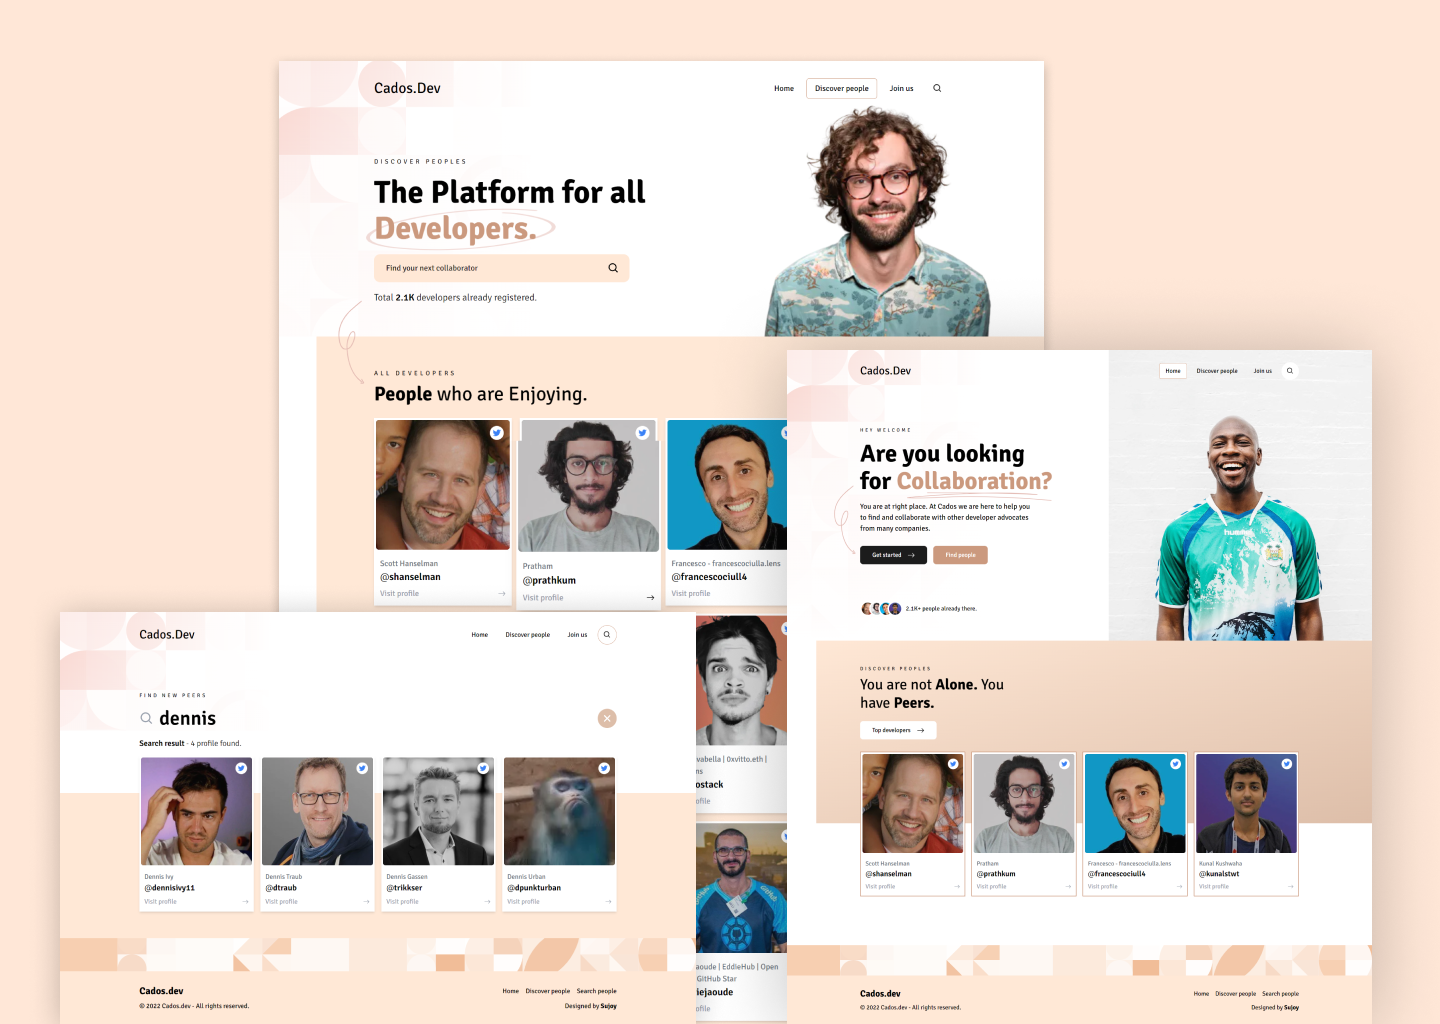 Cados.Dev
Home
Discover people
Join us
DISCOVER PEOPLES
The Platform for all
Developers.
Find your next collaborator
Total 2.1K developers already registered.
ALL DEVELOPERS
People who are Enjoying.
Scott Hanselman
@shanselman
Visit profile
Pratham
@prathkum
Visit profile
Francesco - francescociulla.lens
@francescociull4
vabella | 0xvitto.eth |
ns
ostack
ofile
aoude | EddieHub | Open
GitHub Star
iejaoude
ofile
Cados.Dev
Home
Discover people
Join us
HEY WELCOME
Are you looking
for Collaboration?
You are at right place. At Cados we are here to help you
to find and collaborate with other developer advocates
from many companies.
Get started
Find people
2.1K+ people already there.
hummel
DISCOVER PEOPLES
You are not Alone. You
have Peers.
Top developers
Scott Hanselman
@shanselman
Visit profile
Pratham
@prathkum
Visit profile
Francesco - francescociulla.lens
@francescociull4
Visit profile
Kunal Kushwaha
@kunalstwt
Visit profile
Cados.dev
© 2022 Cados.dev - All rights reserved.
Home
Discover people
Search people
Designed by Sujoy
Cados.Dev
Home
Discover people
Join us
FIND NEW PEERS
dennis
Search result - 4 profile found.
Dennis Ivy
@dennisivy11
Visit profile
Dennis Traub
@dtraub
Visit profile
Dennis Gassen
@trikkser
Visit profile
Dennis Urban
@dpunkturban
Visit profile
Cados.dev
© 2022 Cados.dev - All rights reserved.
Home
Discover people
Search people
Designed by Sujoy